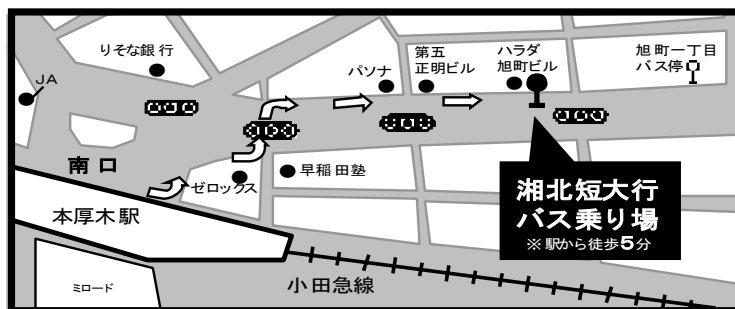 りそな銀行
JA
パソナ
第五
正明ビル
ハラダ
旭町ビル
旭町一丁目
バス停
南口
ゼロックス
早稲田塾
本厚木駅
湘北短大行
バス乗り場
※駅から徒歩5分
ミロード
小田急線